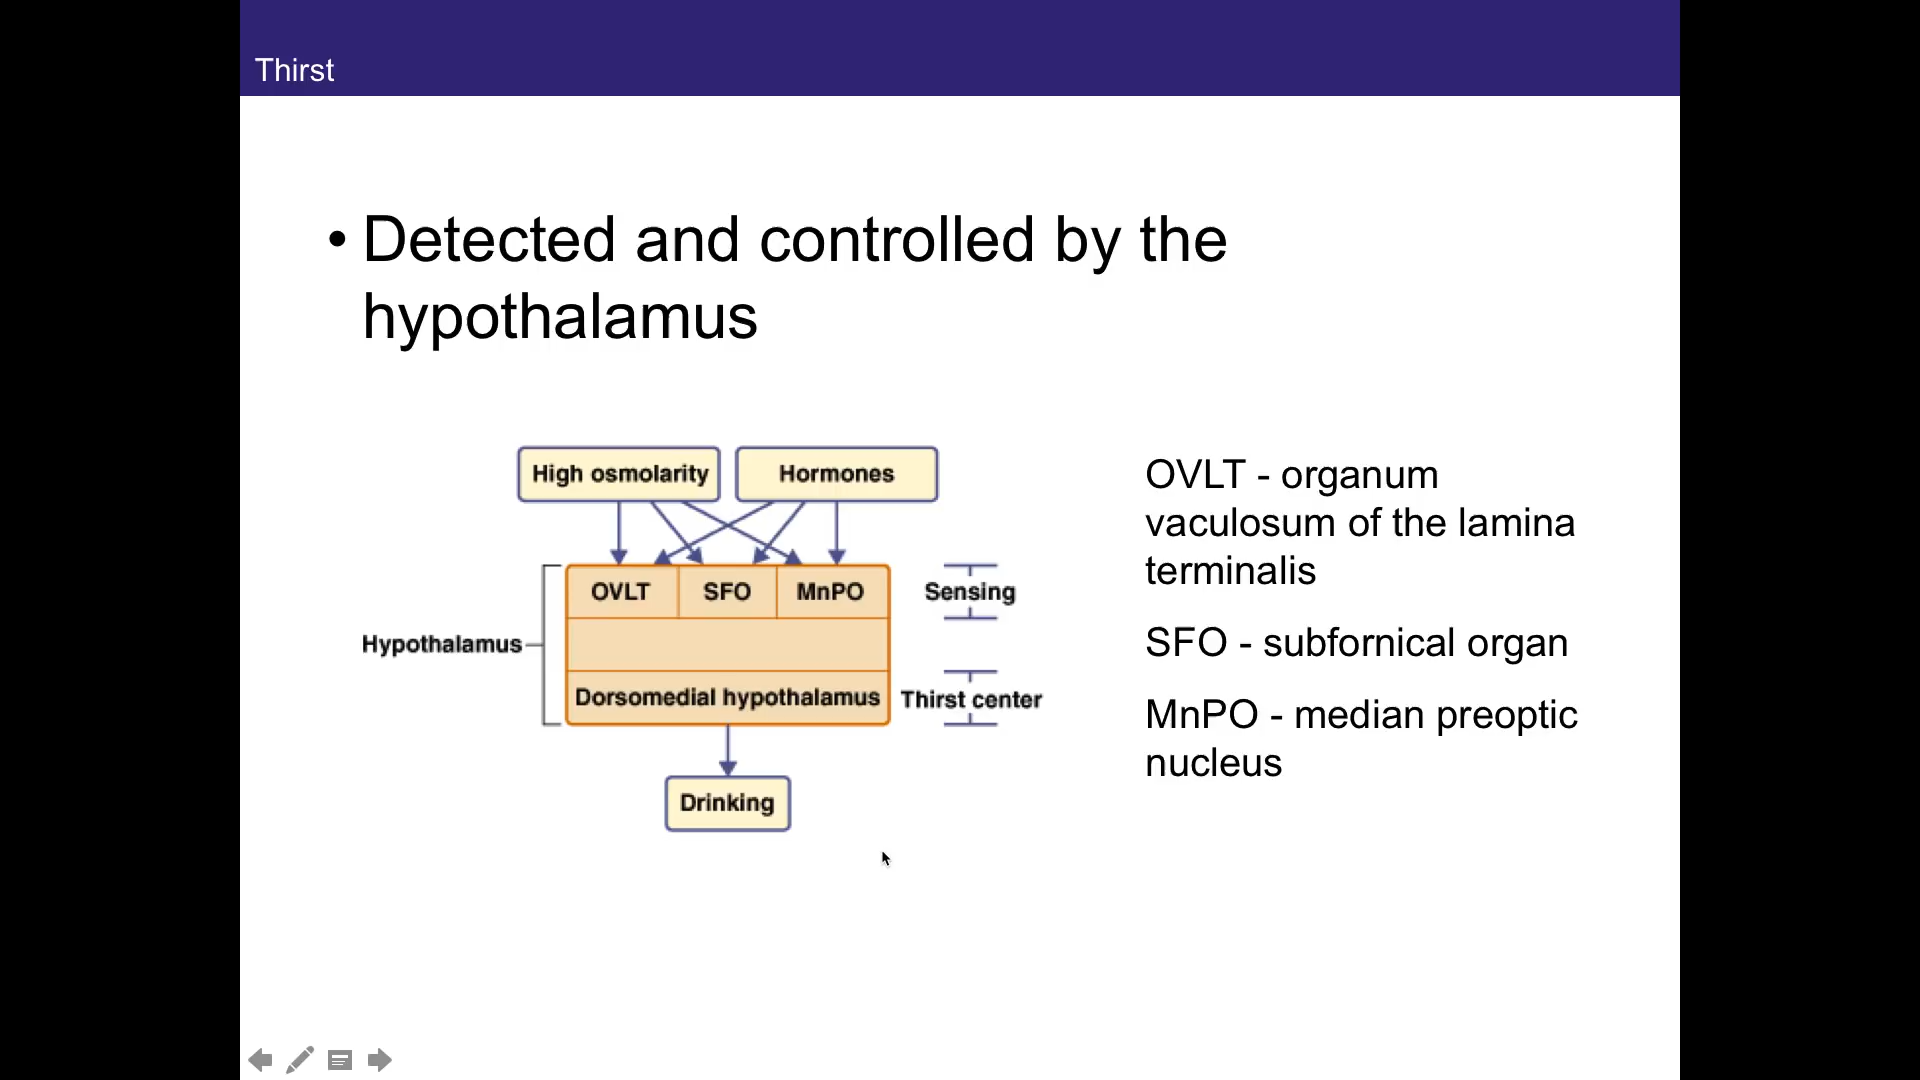 Thirst
• Detected and controlled by the
hypothalamus
High osmolarity
Hormones
OVLT
SFO
MnPO
Sensing
Hypothalamus
Dorsomedial hypothalamus
Thirst center
Drinking
OVLT - organum
vaculosum of the lamina
terminalis
SFO - subfornical organ
MnPO - median preoptic
nucleus